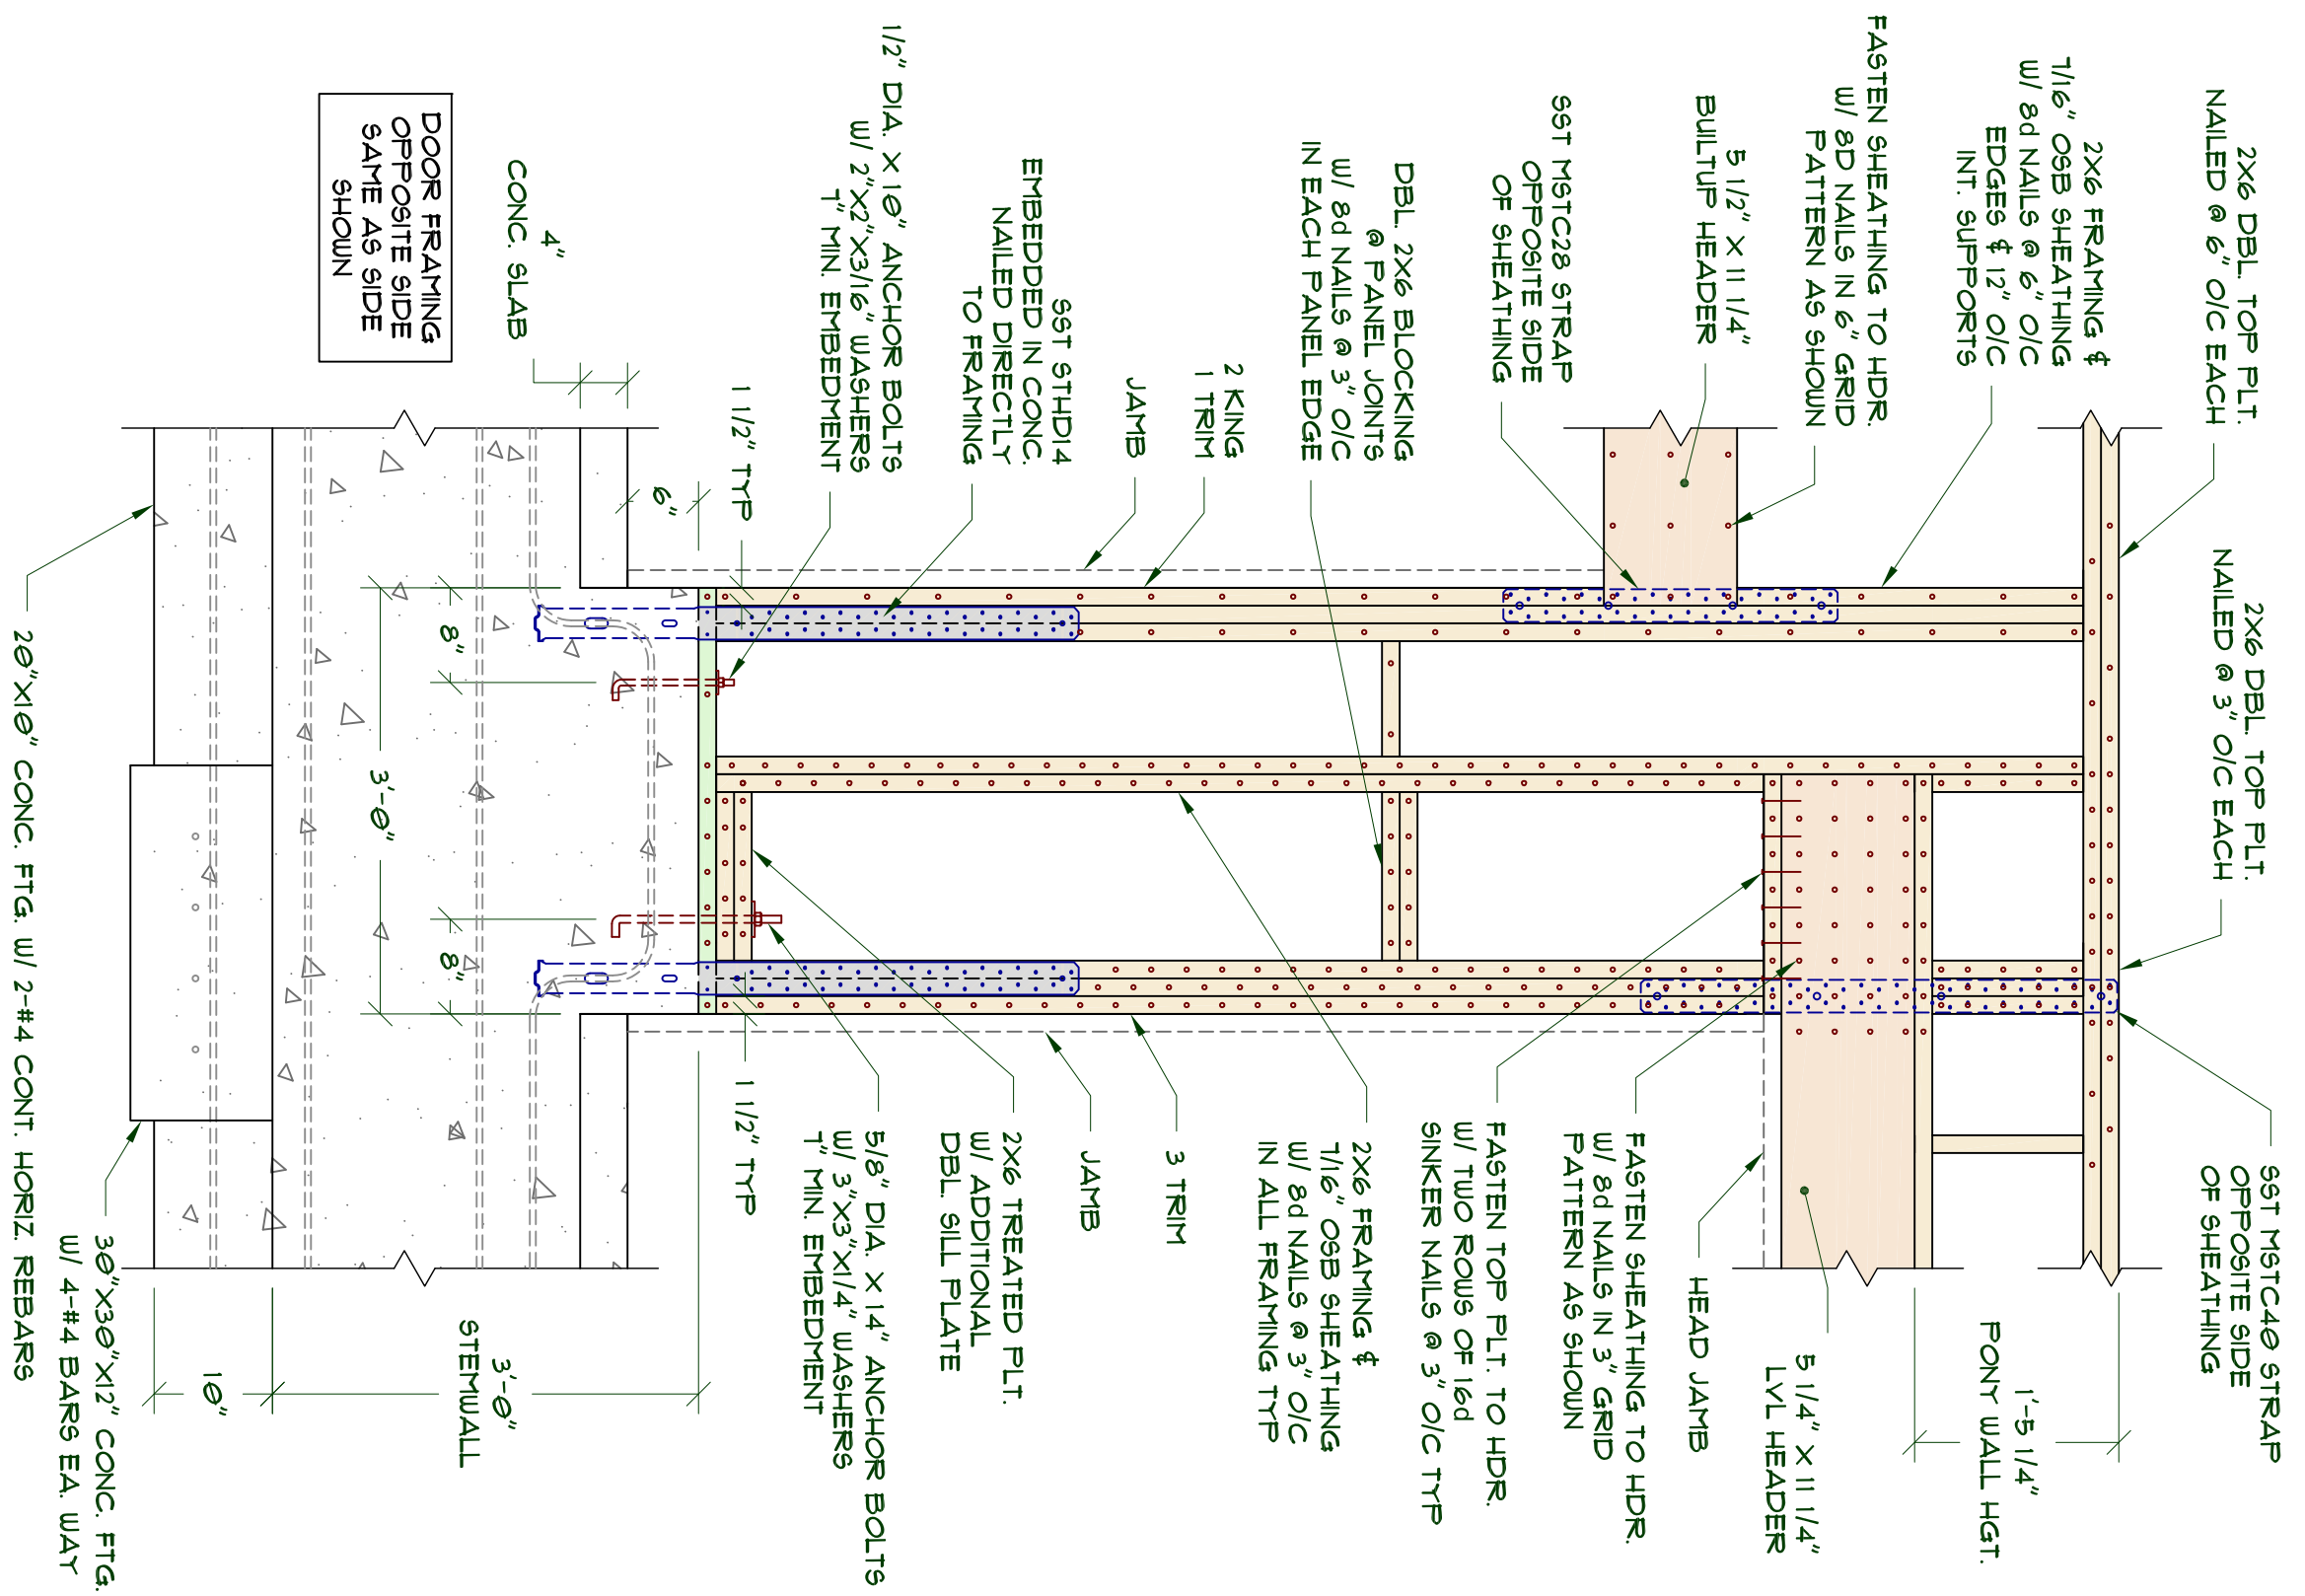 2X6 DBL. TOP PLT.
NAILED @ 6" O/C EACH
2X6 FRAMING &
7/16" OSB SHEATHING
W/ 8d NAILS @ 6" O/C
EDGES & 12" O/C
INT. SUPPORTS
FASTEN SHEATHING TO HDR.
W/ 8D NAILS IN 6" GRID
PATTERN AS SHOWN
5 1/2" X 11 1/4"
BUILTUP HEADER
SST MSTC28 STRAP
OPPOSITE SIDE
OF SHEATHING
DBL. 2X6 BLOCKING
@ PANEL JOINTS
W/ 8d NAILS @ 3" O/C
IN EACH PANEL EDGE
2 KING
1 TRIM
JAMB
SST STHD14
EMBEDDED IN CONC.
NAILED DIRECTLY
TO FRAMING
1/2" DIA. X 10" ANCHOR BOLTS
W/ 2"X2"X3/16" WASHERS
7" MIN. EMBEDMENT
1 1/2" TYP
6"
4"
CONC. SLAB
DOOR FRAMING
OPPOSITE SIDE
SAME AS SIDE
SHOWN
2X6 DBL. TOP PLT.
NAILED @ 3" O/C EACH
8"
3'-0"
8"
20"X10" CONC. FTG. W/ 2-#4 CONT. HORIZ. REBARS
SST MSTC40 STRAP
OPPOSITE SIDE
OF SHEATHING
1'-5 1/4"
PONY WALL HGT.
5 1/4" X 11 1/4"
LVL HEADER
HEAD JAMB
FASTEN SHEATHING TO HDR.
W/ 8d NAILS IN 3" GRID
PATTERN AS SHOWN
FASTEN TOP PLT. TO HDR.
W/ TWO ROWS OF 16d
SINKER NAILS @ 3" O/C TYP
2X6 FRAMING &
7/16" OSB SHEATHING
W/ 8d NAILS @ 3" O/C
IN ALL FRAMING TYP
3 TRIM
JAMB
2X6 TREATED PLT.
W/ ADDITIONAL
DBL. SILL PLATE
5/8" DIA. X 14" ANCHOR BOLTS
W/ 3"X3"X1/4" WASHERS
7" MIN. EMBEDMENT
1 1/2" TYP
3'-0"
STEMWALL
10"
30"X30"X12" CONC. FTG.
W/ 4-#4 BARS EA. WAY